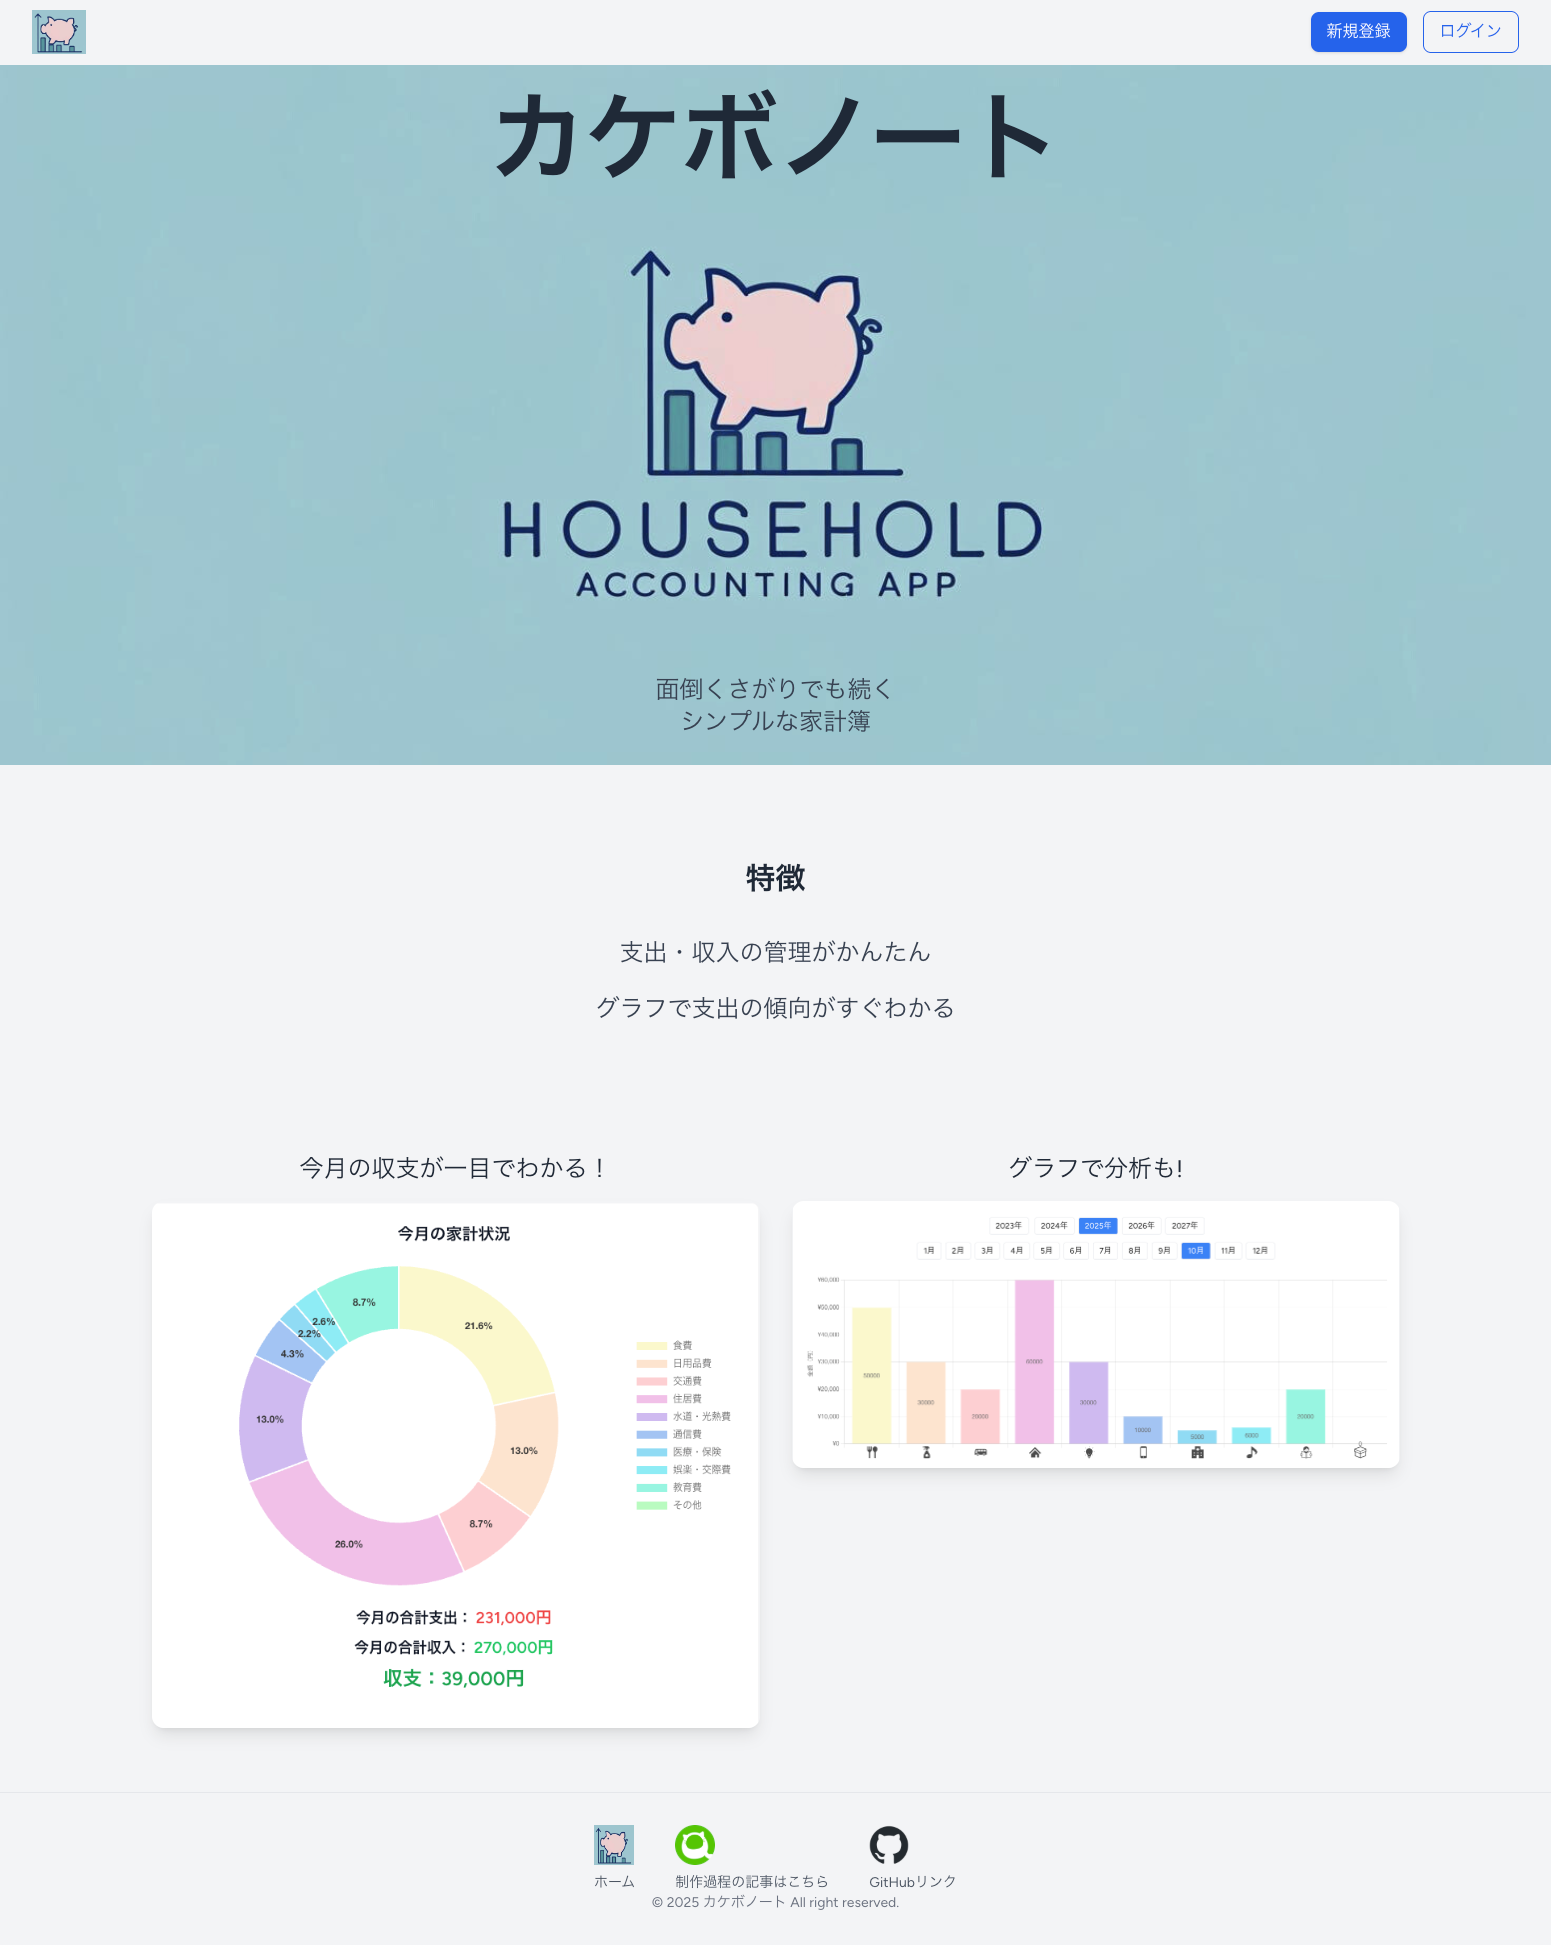 新規登録
ログイン
カケボノート
HOUSEHOLD
ACCOUNTING APP
面倒くさがりでも続く
シンプルな家計簿
特徴
支出・収入の管理がかんたん
グラフで支出の傾向がすぐわかる
今月の収支が一目でわかる！
今月の家計状況
8.7%
21.6%
2.6%
2.2%
4.3%
13.0%
13.0%
8.7%
26.0%
食費
日用品費
交通費
住居費
水道・光熱費
通信費
医療・保険
娯楽・交際費
教育費
その他
今月の合計支出： 231,000円
今月の合計収入： 270,000円
収支：39,000円
グラフで分析も!
2023年 2024年 2025年 2026年 2027年
1月 2月 3月 4月 5月 6月 7月 8月 9月 10月 11月 12月
¥60,000
¥50,000
¥40,000
¥30,000
¥20,000
¥10,000
¥0
50000
30000
20000
60000
30000
10000
5000
6000
20000
ホーム
制作過程の記事はこちら
GitHubリンク
© 2025 カケボノート All right reserved.